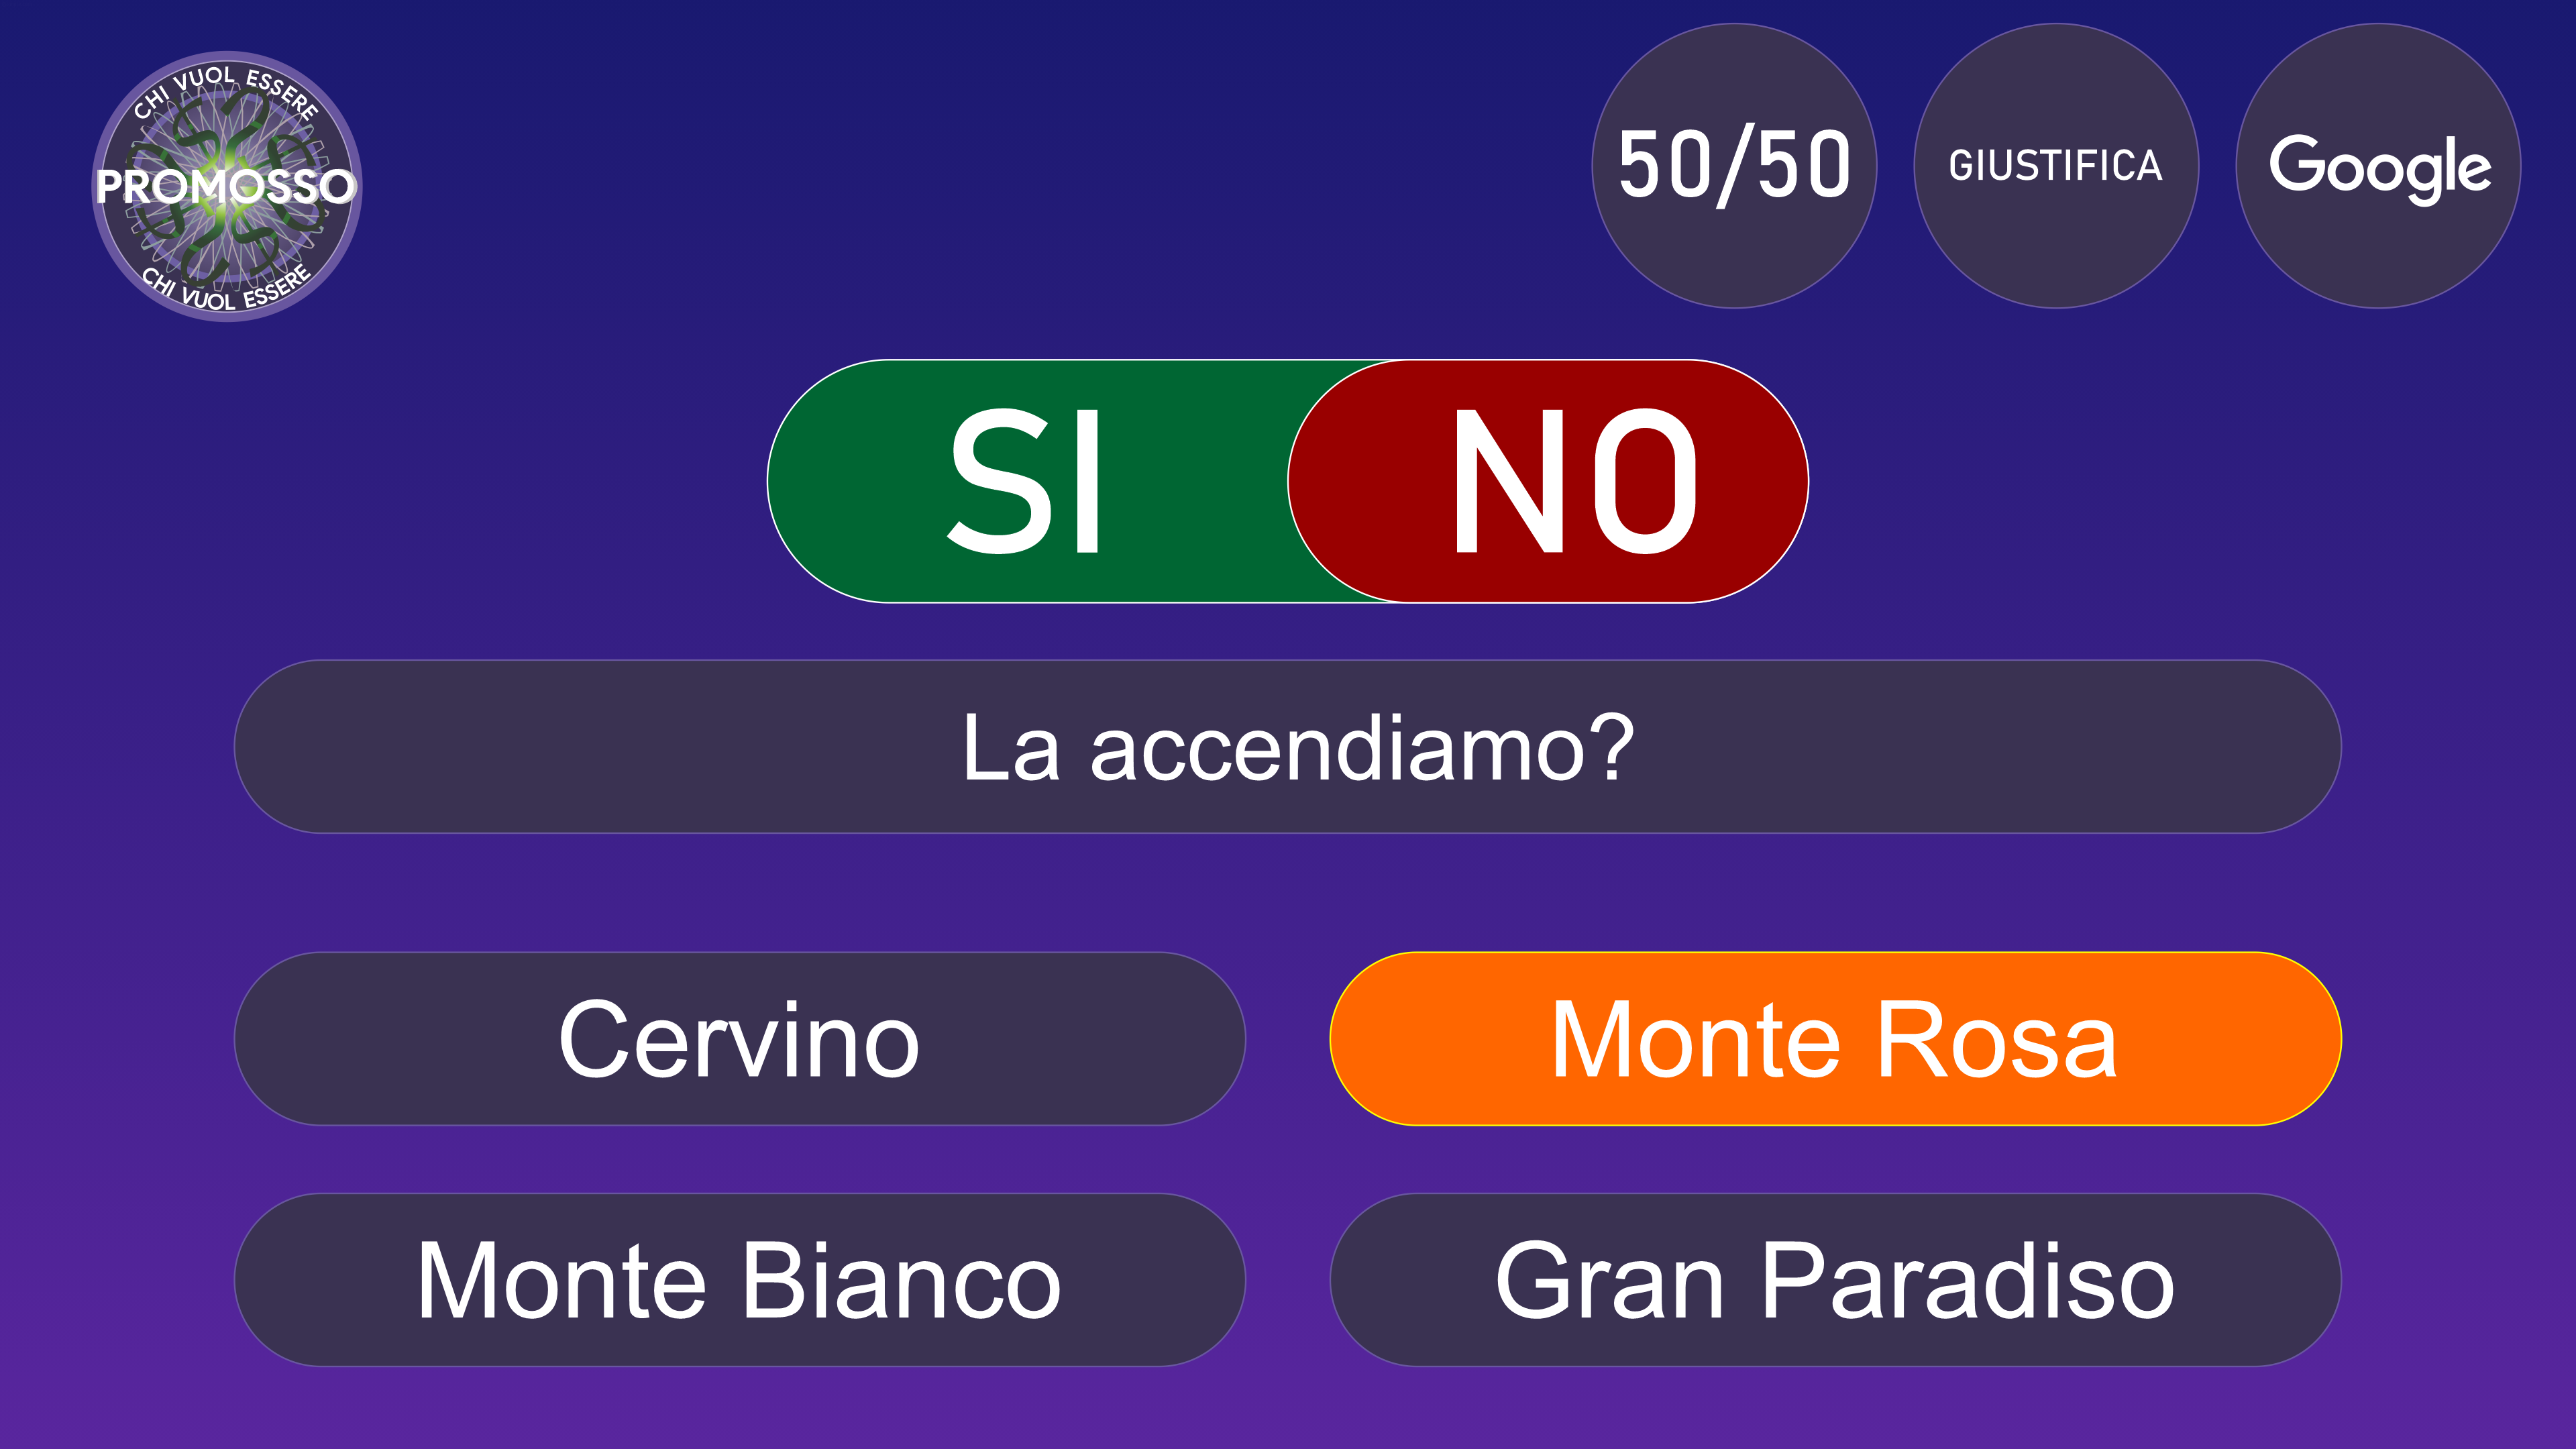 CHI VUOL ESSERE
PROMOSSO
CHI VUOL ESSERE
50/50
GIUSTIFICA
Google
SI
NO
La accendiamo?
Cervino
Monte Rosa
Monte Bianco
Gran Paradiso